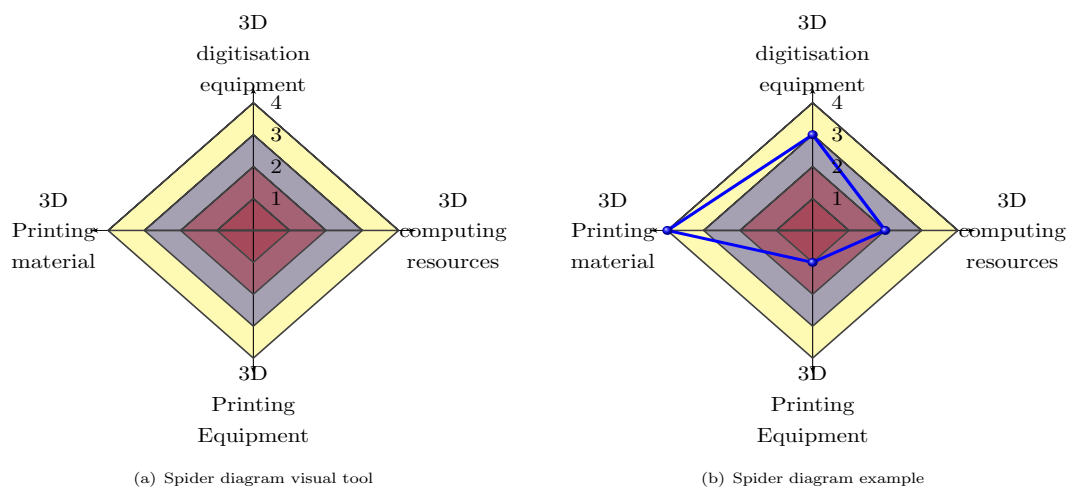 3D
digitisation
equipment
4
3
2
1
3D
Printing
material
3D
computing
resources
3D
Printing
Equipment
(a) Spider diagram visual tool
3D
digitisation
equipment
4
3
2
1
3D
Printing
material
3D
computing
resources
3D
Printing
Equipment
(b) Spider diagram example